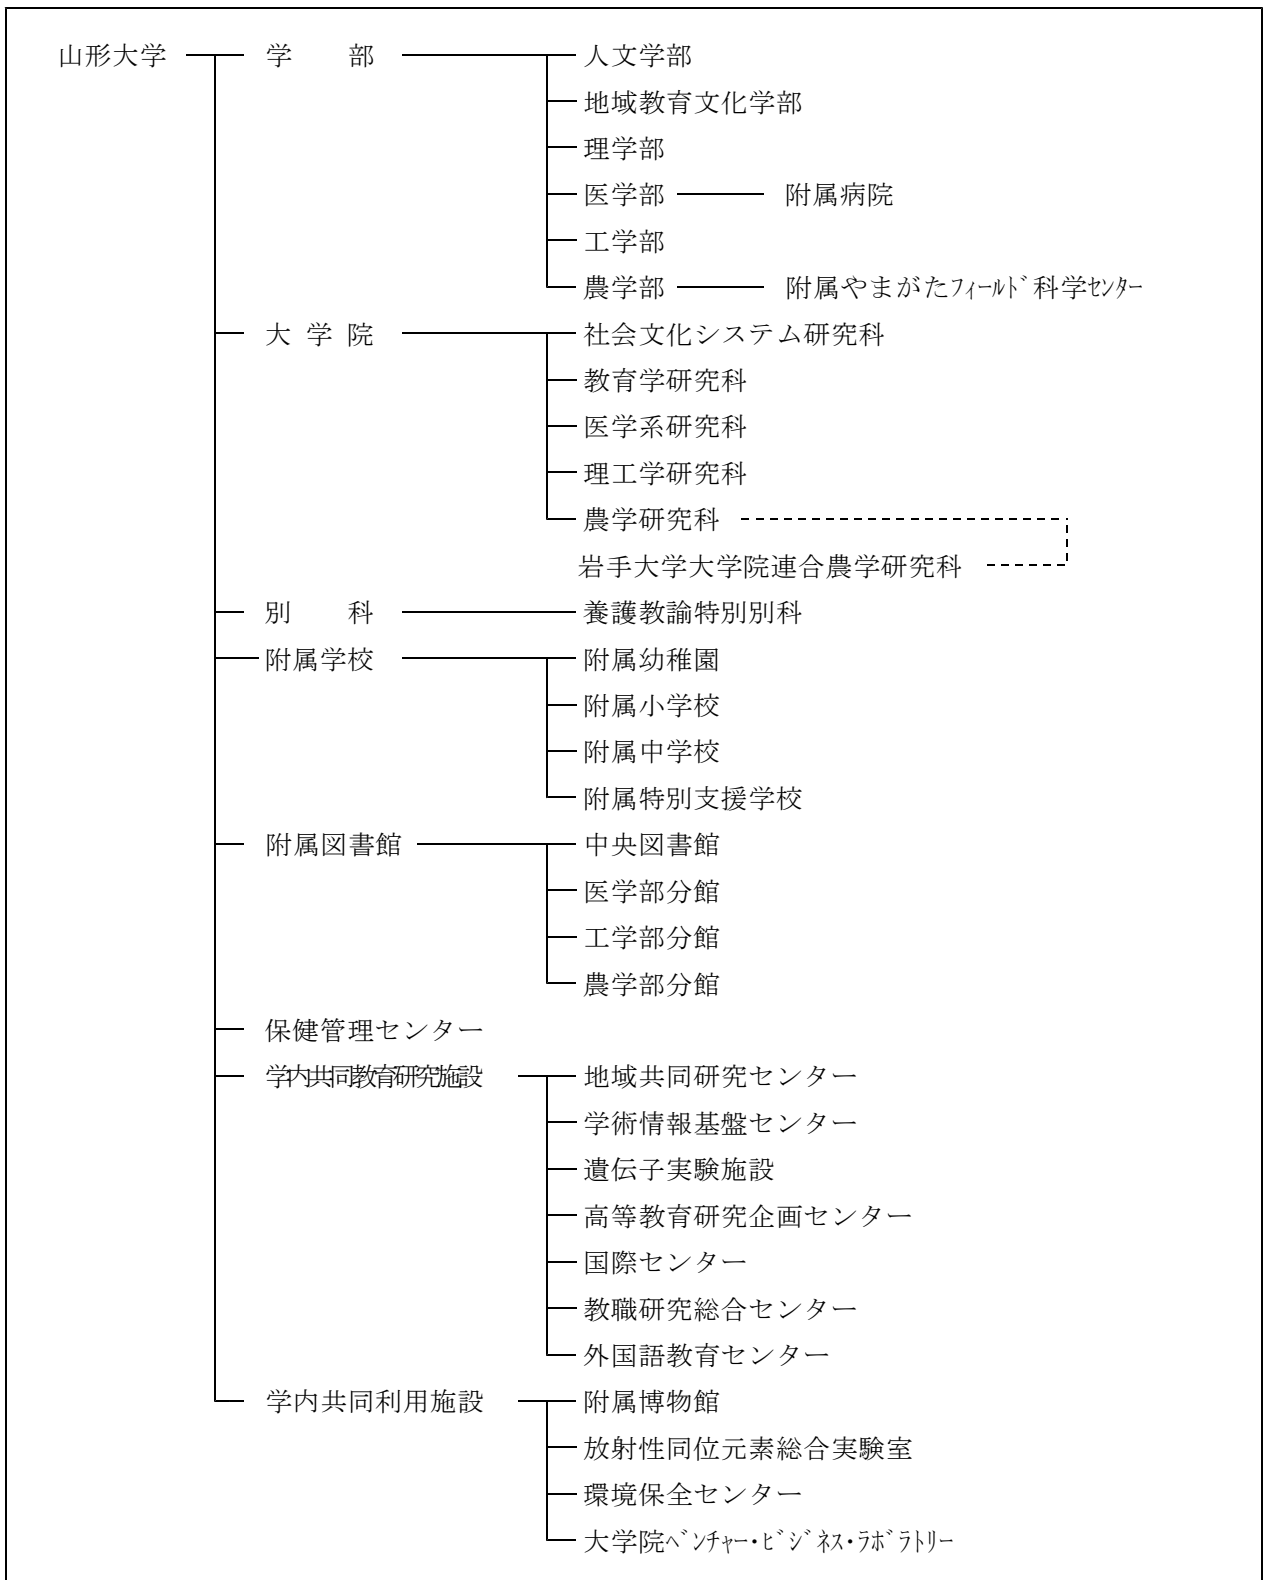 山形大学 学 部 人文学部
地域教育文化学部
理学部
医学部 附属病院
工学部
農学部 附属やまがたﾌｨｰﾙﾄﾞ科学ｾﾝﾀｰ
大 学 院 社会文化システム研究科
教育学研究科
医学系研究科
理工学研究科
農学研究科
岩手大学大学院連合農学研究科
別 科 養護教諭特別別科
附属学校 附属幼稚園
附属小学校
附属中学校
附属特別支援学校
附属図書館 中央図書館
医学部分館
工学部分館
農学部分館
保健管理センター
学内共同教育研究施設 地域共同研究センター
学術情報基盤センター
遺伝子実験施設
高等教育研究企画センター
国際センター
教職研究総合センター
外国語教育センター
学内共同利用施設 附属博物館
放射性同位元素総合実験室
環境保全センター
大学院ﾍﾞﾝﾁｬｰ・ﾋﾞｼﾞﾈｽ・ﾗﾎﾞﾗﾄﾘｰ